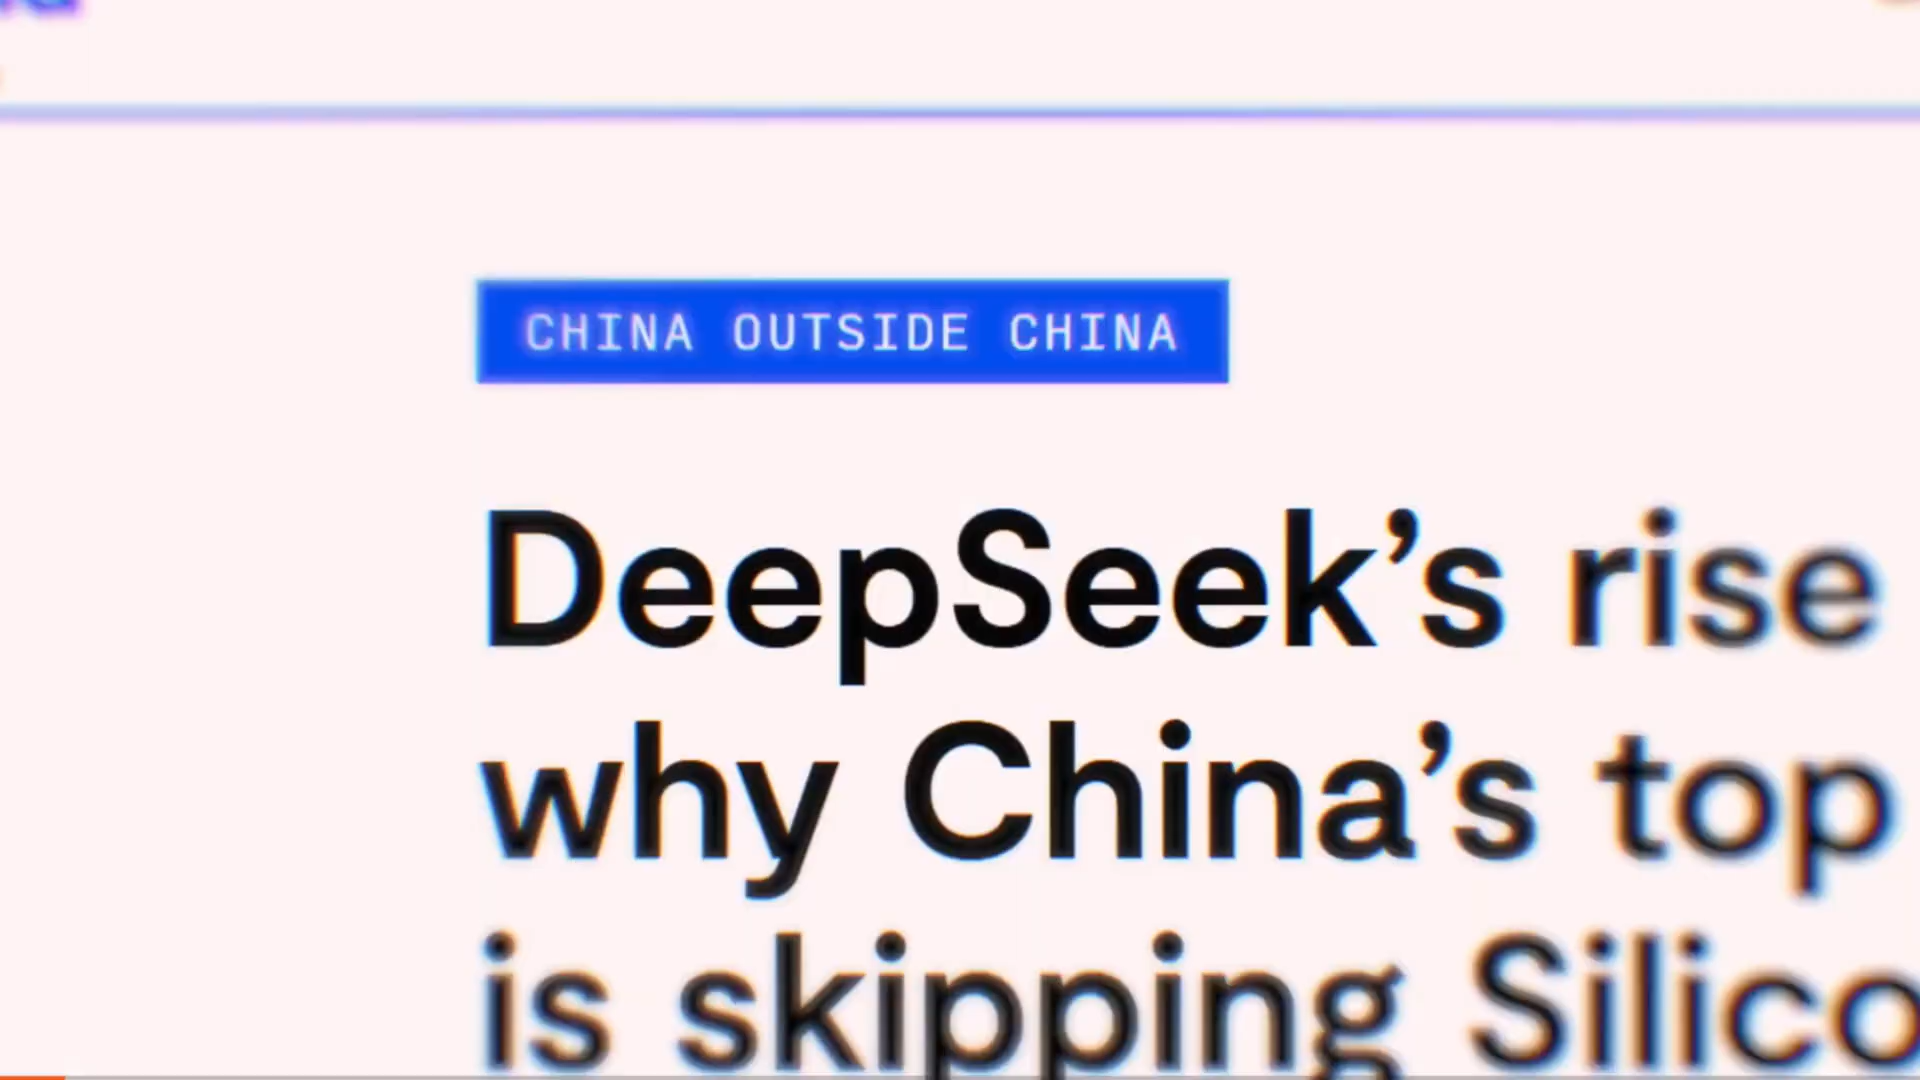 CHINA OUTSIDE CHINA
DeepSeek’s rise
why China’s top
is skipping Silico